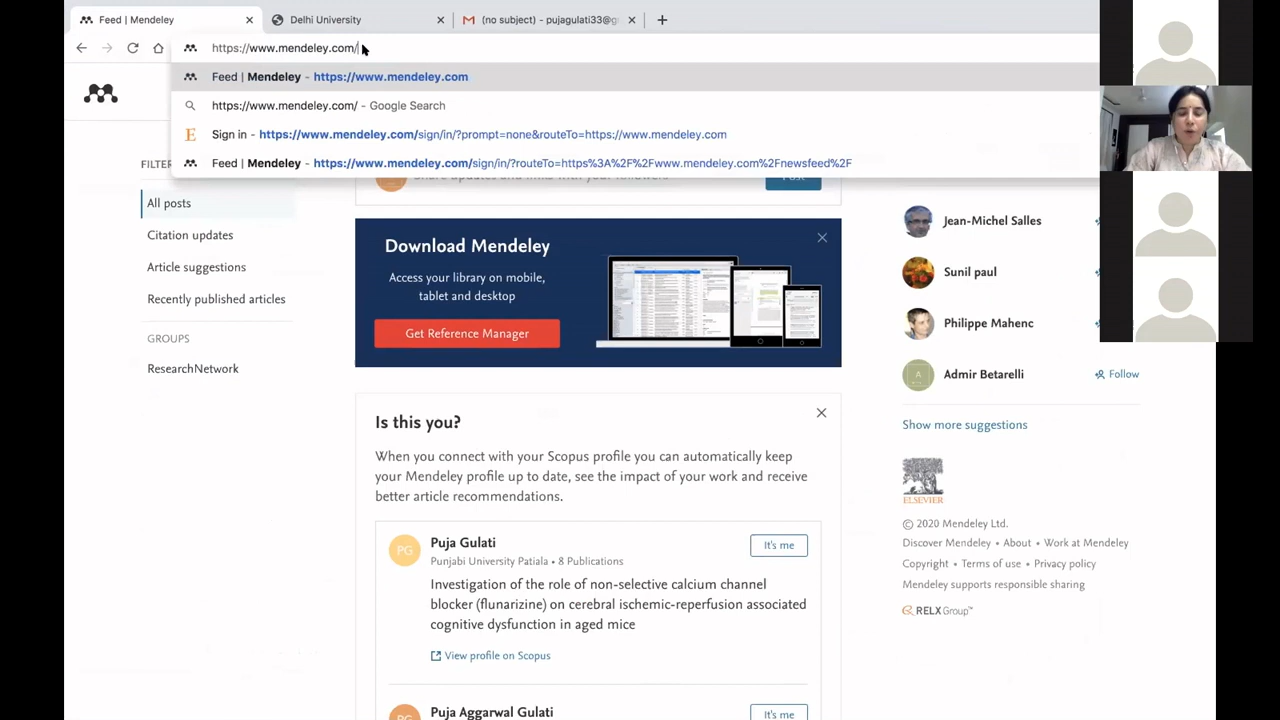 Feed | Mendeley
Delhi University
(no subject) - pujagulati33@g
https://www.mendeley.com/
Feed | Mendeley - https://www.mendeley.com
https://www.mendeley.com/ - Google Search
Sign in - https://www.mendeley.com/sign/in/?prompt=none&routeTo=https://www.mendeley.com
Feed | Mendeley - https://www.mendeley.com/sign/in/?routeTo=https%3A%2F%2Fwww.mendeley.com%2Fnewsfeed%2F
FILTER
All posts
Citation updates
Article suggestions
Recently published articles
GROUPS
ResearchNetwork
Share updates and links with your followers.
Post
Download Mendeley
Access your library on mobile,
tablet and desktop
Get Reference Manager
Is this you?
When you connect with your Scopus profile you can automatically keep
your Mendeley profile up to date, see the impact of your work and receive
better article recommendations.
PG
Puja Gulati
It's me
Punjabi University Patiala • 8 Publications
Investigation of the role of non-selective calcium channel
blocker (flunarizine) on cerebral ischemic-reperfusion associated
cognitive dysfunction in aged mice
View profile on Scopus
Puja Aggarwal Gulati
It's me
Jean-Michel Salles
Sunil paul
Philippe Mahenc
A
Admir Betarelli
Follow
Show more suggestions
ELSEVIER
© 2020 Mendeley Ltd.
Discover Mendeley • About • Work at Mendeley
Copyright • Terms of use • Privacy policy
Mendeley supports responsible sharing
RELX Group™